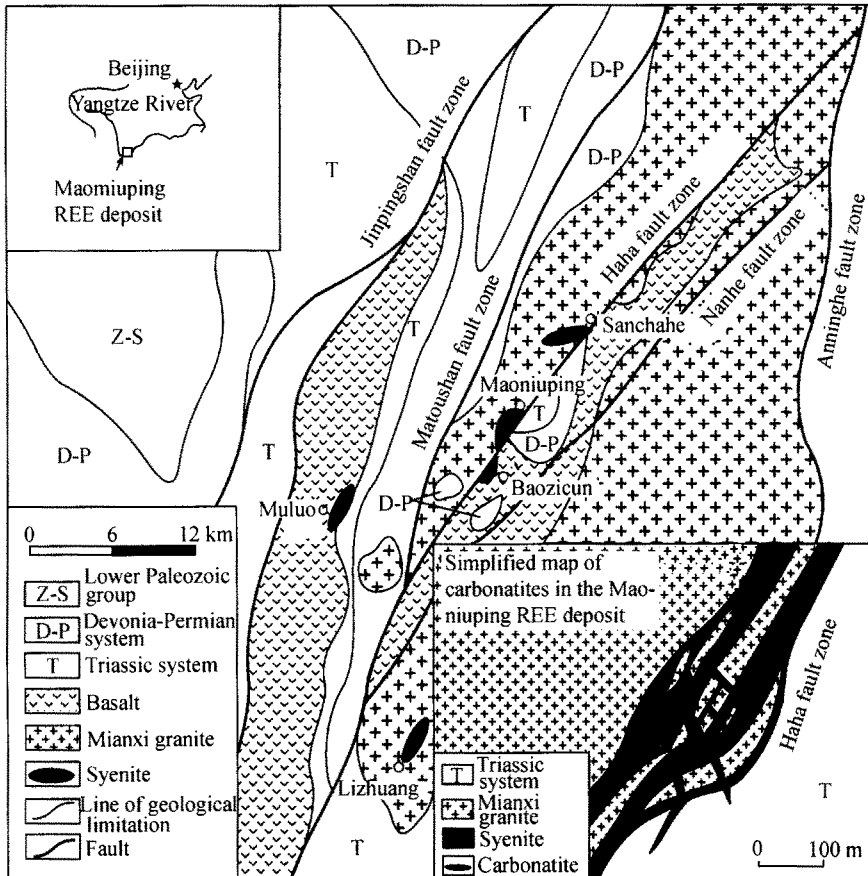 Beijing
Yangtze River
Maomiuping
REE deposit
D-P
D-P
T
T
D-P
Jinpingshan fault zone
Haha fault zone
Nanhe fault zone
Anninghe fault zone
Matoushan fault zone
Z-S
T
Sanchahe
Maoniuping
T
D-P
D-P
T
Muluo
D-P
Baozicun
Lizhuang
T
0 6 12 km
Z-S Lower Paleozoic
group
D-P Devonia-Permian
system
T Triassic system
Basalt
Mianxi granite
Syenite
Line of geological
limitation
Fault
Simplified map of
carbonatites in the Mao-
niuping REE deposit
Haha fault zone
T
T Triassic
system
Mianxi
granite
Syenite
Carbonatite
0 100 m